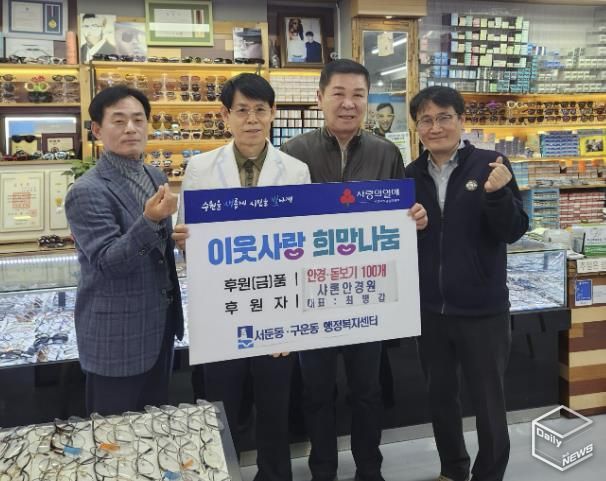 수원을 새롭게 시민을 빛나게
사랑의열매
이웃사랑 희망나눔
후원(금)품 | 안경·돋보기 100개
후 원 자 | 샤론안경원
대표 : 최병갑
서둔동·구운동 행정복지센터
Daily
NEWS